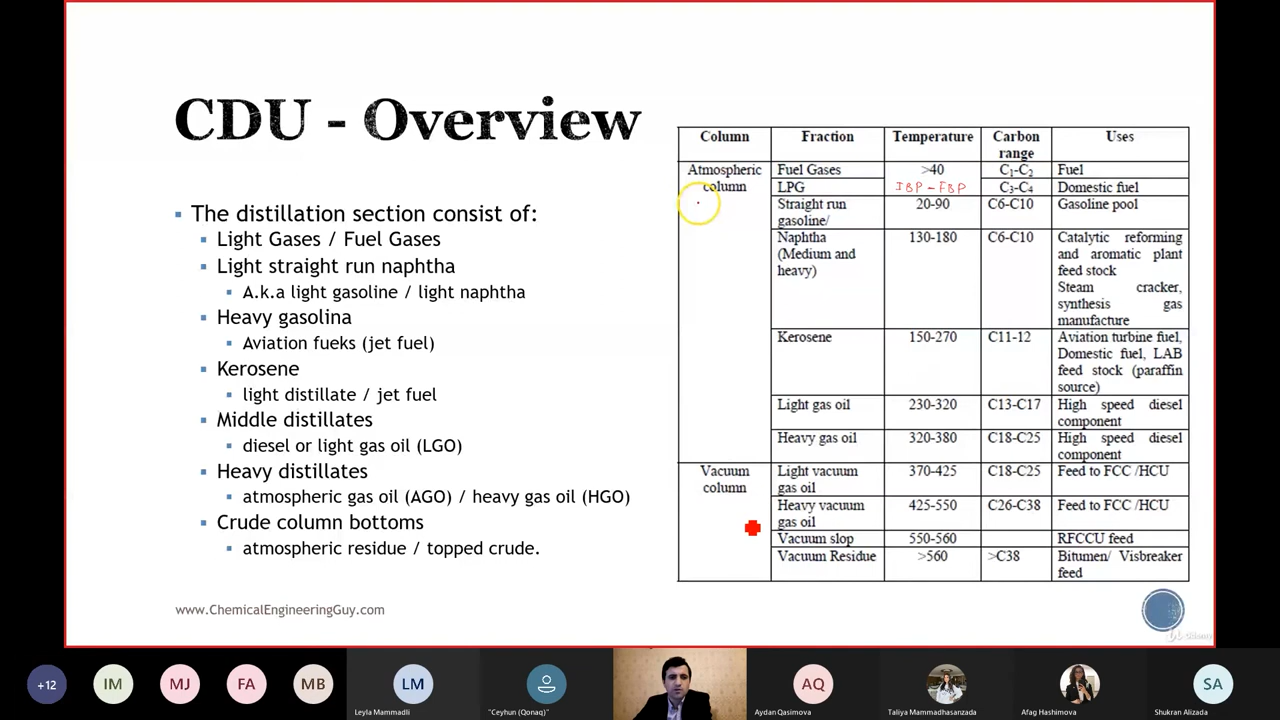 CDU - Overview
▪ The distillation section consist of:
▪ Light Gases / Fuel Gases
▪ Light straight run naphtha
▪ A.k.a light gasoline / light naphtha
▪ Heavy gasolina
▪ Aviation fueks (jet fuel)
▪ Kerosene
▪ light distillate / jet fuel
▪ Middle distillates
▪ diesel or light gas oil (LGO)
▪ Heavy distillates
▪ atmospheric gas oil (AGO) / heavy gas oil (HGO)
▪ Crude column bottoms
▪ atmospheric residue / topped crude.
www.ChemicalEngineeringGuy.com
Column Fraction Temperature Carbon
range Uses
Atmospheric
column Fuel Gases >40 C1-C2 Fuel
LPG IBP - FBP C3-C4 Domestic fuel
Straight run
gasoline/ 20-90 C6-C10 Gasoline pool
Naphtha
(Medium and
heavy) 130-180 C6-C10 Catalytic reforming
and aromatic plant
feed stock
Steam cracker,
synthesis gas
manufacture
Kerosene 150-270 C11-12 Aviation turbine fuel,
Domestic fuel, LAB
feed stock (paraffin
source)
Light gas oil 230-320 C13-C17 High speed diesel
component
Heavy gas oil 320-380 C18-C25 High speed diesel
component
Vacuum
column Light vacuum
gas oil 370-425 C18-C25 Feed to FCC /HCU
Heavy vacuum
gas oil 425-550 C26-C38 Feed to FCC /HCU
Vacuum slop 550-560 RFCCU feed
Vacuum Residue >560 >C38 Bitumen/ Visbreaker
feed
Udemy
+12
IM
MJ
FA
MB
LM
Leyla Mammadli
"Ceyhun (Qonaq)"
AQ
Aydan Qasimova
Taliya Mammadhasanzada
Afag Hashimova
SA
Shukran Alizada